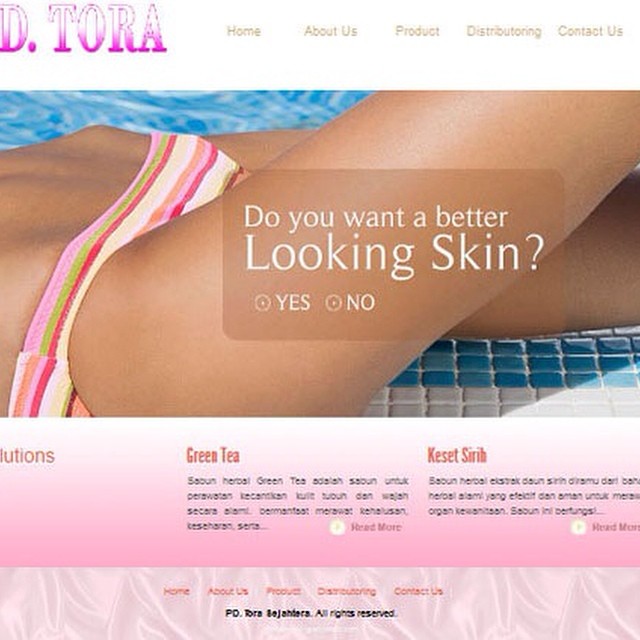 D. TORA
Home About Us Product Distributoring Contact Us
Do you want a better
Looking Skin?
YES NO
lutions
Green Tea
Sabun herbal Green Tea adalah sabun untuk
perawatan kecantikan kulit tubuh dan wajah
secara alami. bermanfaat merawat kehalusan,
keseharan, serta...
Read More
Keset Sirih
Sabun herbal ekstrak daun sirih diramu dari baha
herbal alami yang efektif dan aman untuk meraw
organ kewanitaan. Sabun ini berfungsi...
Read More
Home About Us Product Distributoring Contact Us
PD. Tora Sejahtera. All rights reserved.